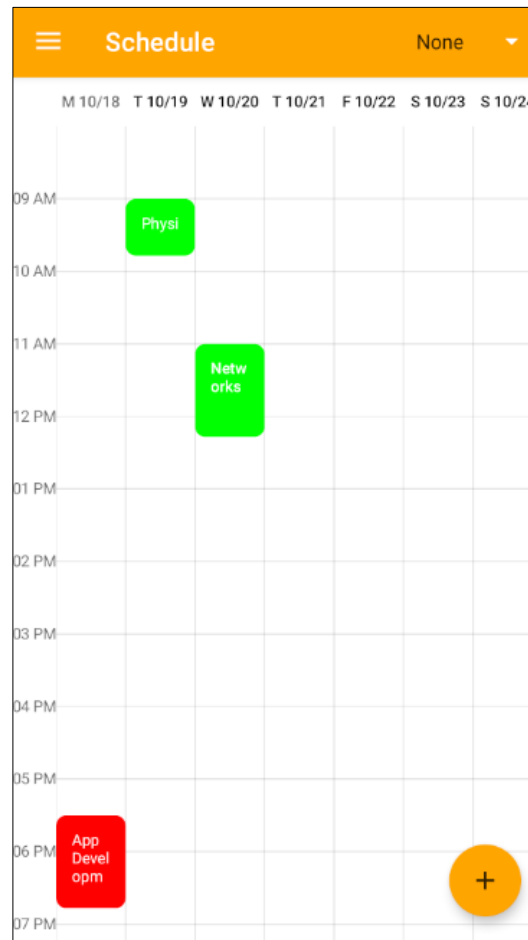 Schedule None
M 10/18 T 10/19 W 10/20 T 10/21 F 10/22 S 10/23 S 10/24
09 AM
Physi
10 AM
11 AM
Netw
orks
12 PM
01 PM
02 PM
03 PM
04 PM
05 PM
App
Devel
opm
06 PM
+
07 PM